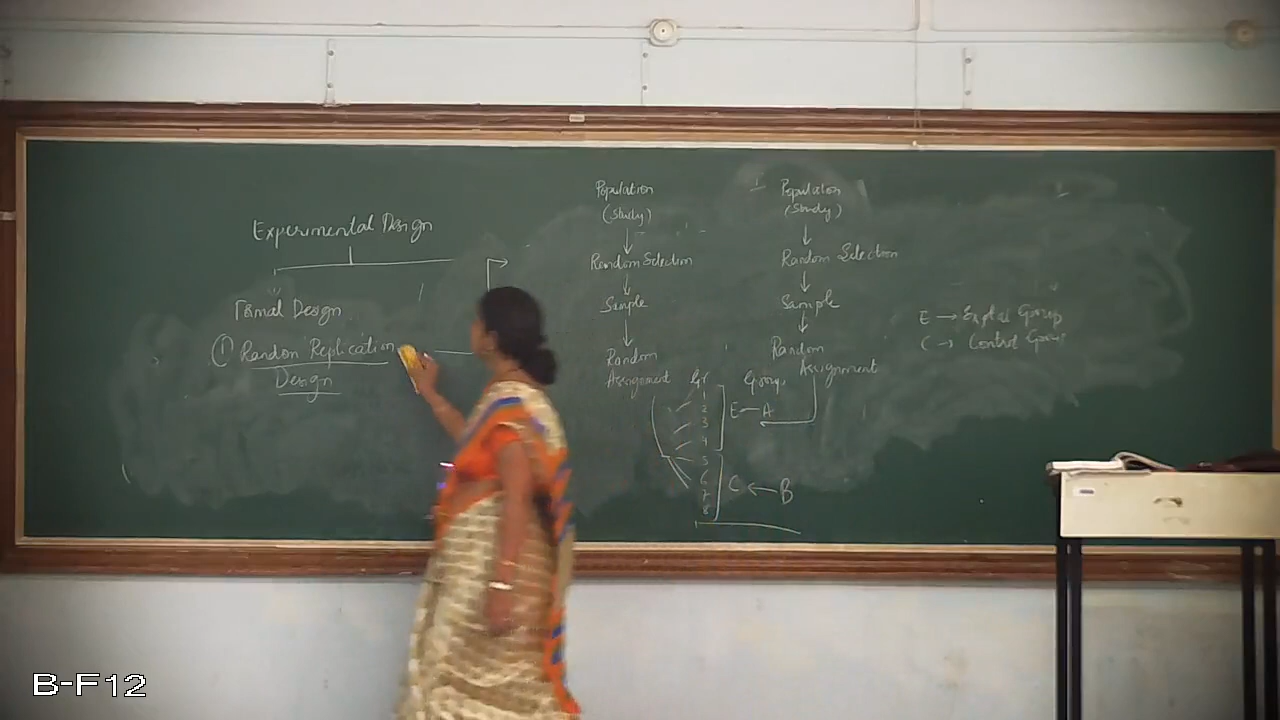 Experimental Design
Formal Design
① Random Replication
Design
Population
(Study)
Random Selection
Sample
Random
Assignment
Gr
1
2
3
4
5
6
7
8
Population
(Study)
Random Selection
Sample
Random
Assignment
Group
E — A
C ← B
E → Exptal Group
C → Control Group
B-F12